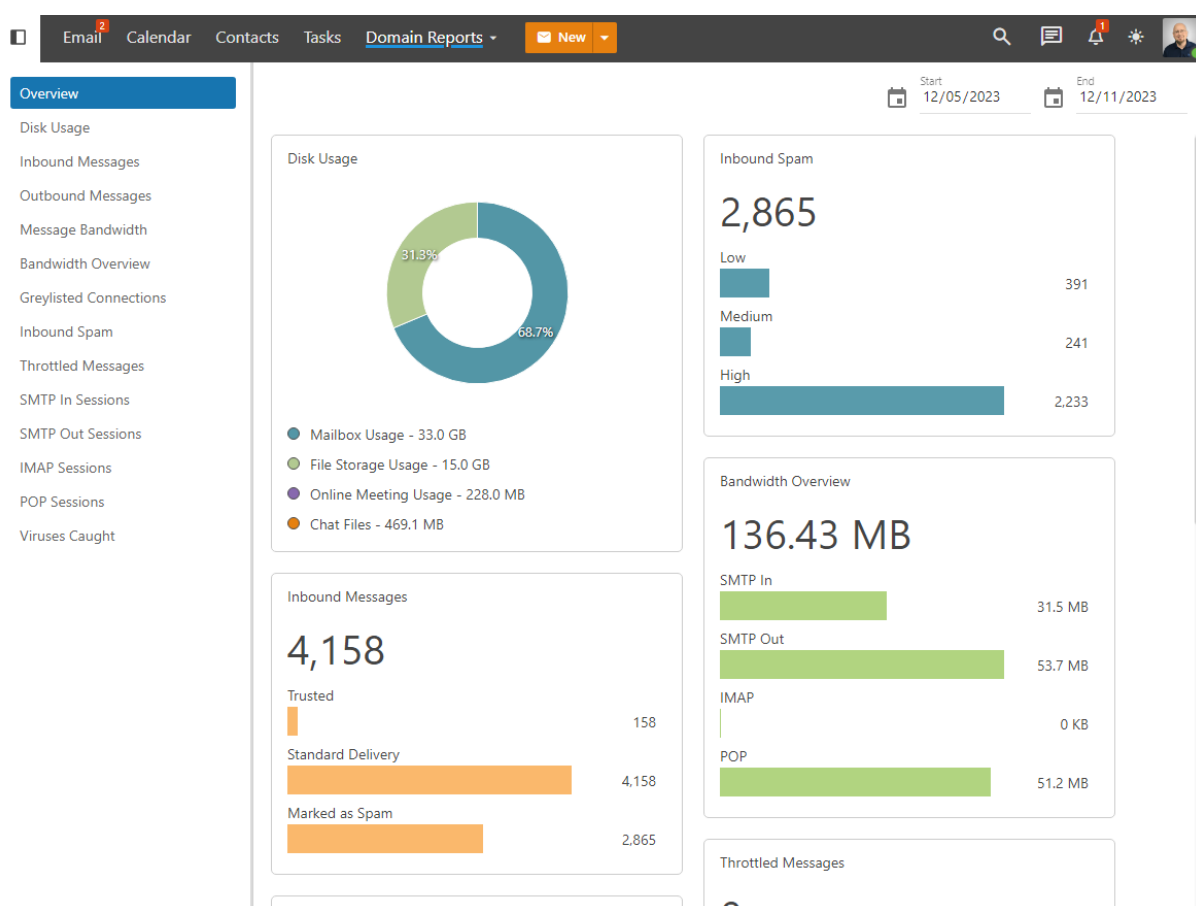 Email 2 Calendar Contacts Tasks Domain Reports New 1
Overview
Disk Usage
Inbound Messages
Outbound Messages
Message Bandwidth
Bandwidth Overview
Greylisted Connections
Inbound Spam
Throttled Messages
SMTP In Sessions
SMTP Out Sessions
IMAP Sessions
POP Sessions
Viruses Caught
Start
12/05/2023
End
12/11/2023
Disk Usage
31.3%
68.7%
Mailbox Usage - 33.0 GB
File Storage Usage - 15.0 GB
Online Meeting Usage - 228.0 MB
Chat Files - 469.1 MB
Inbound Messages
4,158
Trusted
158
Standard Delivery
4,158
Marked as Spam
2,865
Inbound Spam
2,865
Low
391
Medium
241
High
2,233
Bandwidth Overview
136.43 MB
SMTP In
31.5 MB
SMTP Out
53.7 MB
IMAP
0 KB
POP
51.2 MB
Throttled Messages